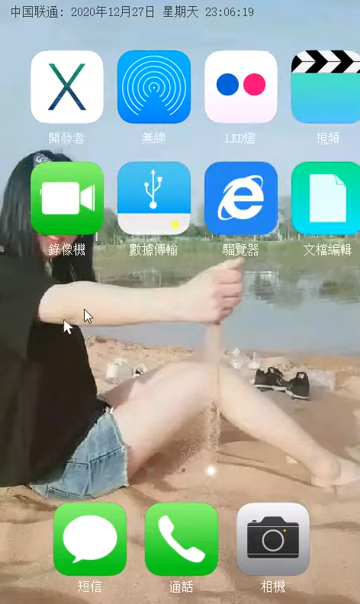 中国联通: 2020年12月27日 星期天 23:06:19
開發者 無線 LED燈 視頻
錄像機 數據傳輸 騮覽器 文檔編輯
短信 通話 相機